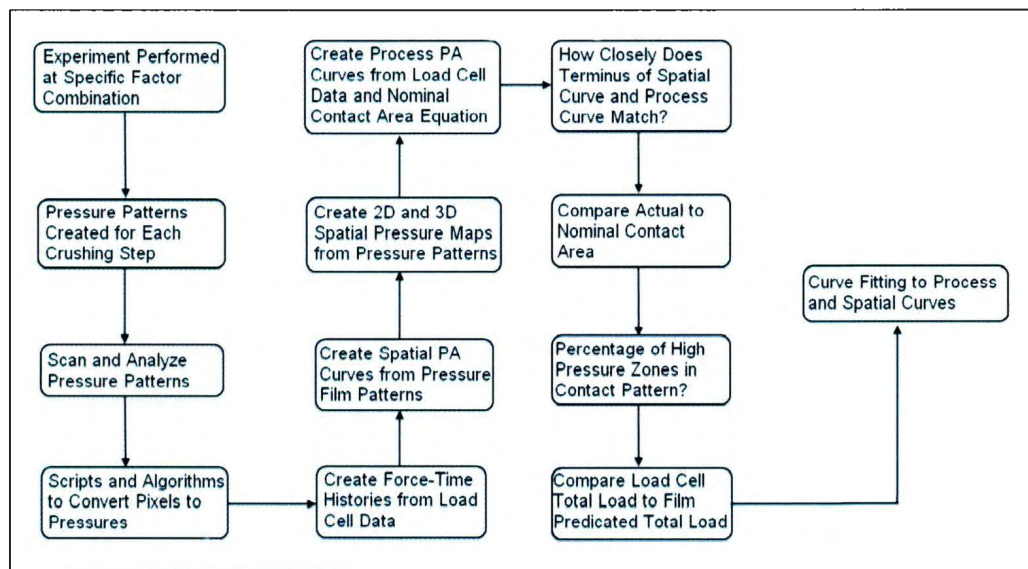 Experiment Performed
at Specific Factor
Combination
Pressure Patterns
Created for Each
Crushing Step
Scan and Analyze
Pressure Patterns
Scripts and Algorithms
to Convert Pixels to
Pressures
Create Force-Time
Histories from Load
Cell Data
Create Spatial PA
Curves from Pressure
Film Patterns
Create 2D and 3D
Spatial Pressure Maps
from Pressure Patterns
Create Process PA
Curves from Load Cell
Data and Nominal
Contact Area Equation
How Closely Does
Terminus of Spatial
Curve and Process
Curve Match?
Compare Actual to
Nominal Contact
Area
Percentage of High
Pressure Zones in
Contact Pattern?
Compare Load Cell
Total Load to Film
Predicated Total Load
Curve Fitting to Process
and Spatial Curves